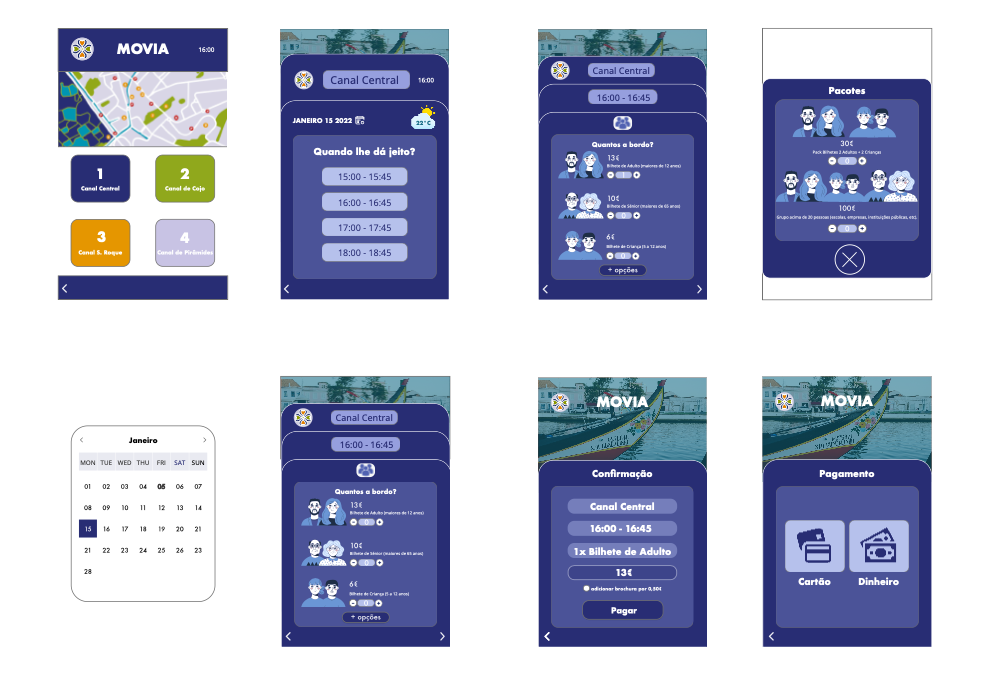 MOVIA
16:00
1
Canal Central
2
Canal do Cojo
3
Canal S. Roque
4
Canal de Pirâmides
Canal Central
16:00
JANEIRO 15 2022
22°C
Quando lhe dá jeito?
15:00 - 15:45
16:00 - 16:45
17:00 - 17:45
18:00 - 18:45
Canal Central
16:00 - 16:45
Quantos a bordo?
13€
Bilhete de Adulto (maiores de 12 anos)
1
10€
Bilhete de Sénior (maiores de 65 anos)
0
6€
Bilhete de Criança (5 a 12 anos)
0
+ opções
Pacotes
30€
Pack Bilhetes 2 Adultos + 2 Crianças
0
100€
Grupo acima de 20 pessoas (escolas, empresas, instituições públicas, etc)
0
Janeiro
MON TUE WED THU FRI SAT SUN
01 02 03 04 05 06 07
08 09 10 11 12 13 14
15 16 17 18 19 20 21
21 22 23 25 26 23
28
Canal Central
16:00 - 16:45
Quantos a bordo?
13€
Bilhete de Adulto (maiores de 12 anos)
0
10€
Bilhete de Sénior (maiores de 65 anos)
0
6€
Bilhete de Criança (5 a 12 anos)
0
+ opções
MOVIA
Confirmação
Canal Central
16:00 - 16:45
1x Bilhete de Adulto
13€
adicionar brochura por 0,50€
Pagar
MOVIA
Pagamento
Cartão
Dinheiro